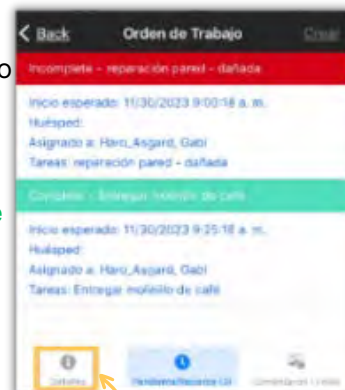 Back Orden de Trabajo Crear
o
Incomplete - reparación pared - dañada
Inicio esperado: 11/30/2023 9:00:18 a. m.
Huésped:
Asignado a: Haro, Asgard, Gabi
Tareas: reparación pared - dañada
e
Complete - Entregar molinillo de café
Inicio esperado: 11/30/2023 9:25:18 a. m.
Huésped:
Asignado a: Haro, Asgard, Gabi
Tareas: Entregar molinillo de café
Detalles